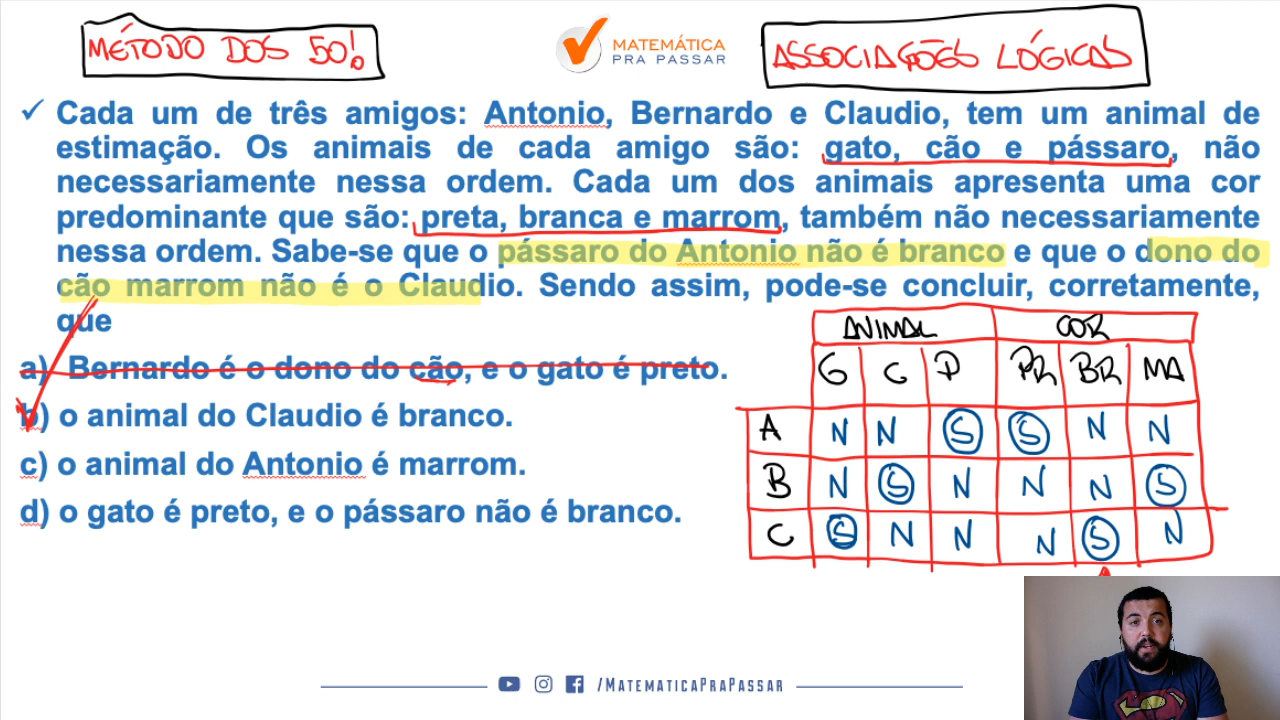 MÉTODO DOS 50!
MATEMÁTICA
PRA PASSAR
ASSOCIAÇÕES LÓGICAS
✓ Cada um de três amigos: Antonio, Bernardo e Claudio, tem um animal de
estimação. Os animais de cada amigo são: gato, cão e pássaro, não
necessariamente nessa ordem. Cada um dos animais apresenta uma cor
predominante que são: preta, branca e marrom, também não necessariamente
nessa ordem. Sabe-se que o pássaro do Antonio não é branco e que o dono do
cão marrom não é o Claudio. Sendo assim, pode-se concluir, corretamente,
que
a) Bernardo é o dono do cão, e o gato é preto.
b) o animal do Claudio é branco.
c) o animal do Antonio é marrom.
d) o gato é preto, e o pássaro não é branco.
ANIMAL COR
G C P PR BR MA
A N N S S N N
B N S N N N S
C S N N N S N
/MatematicaPraPassar